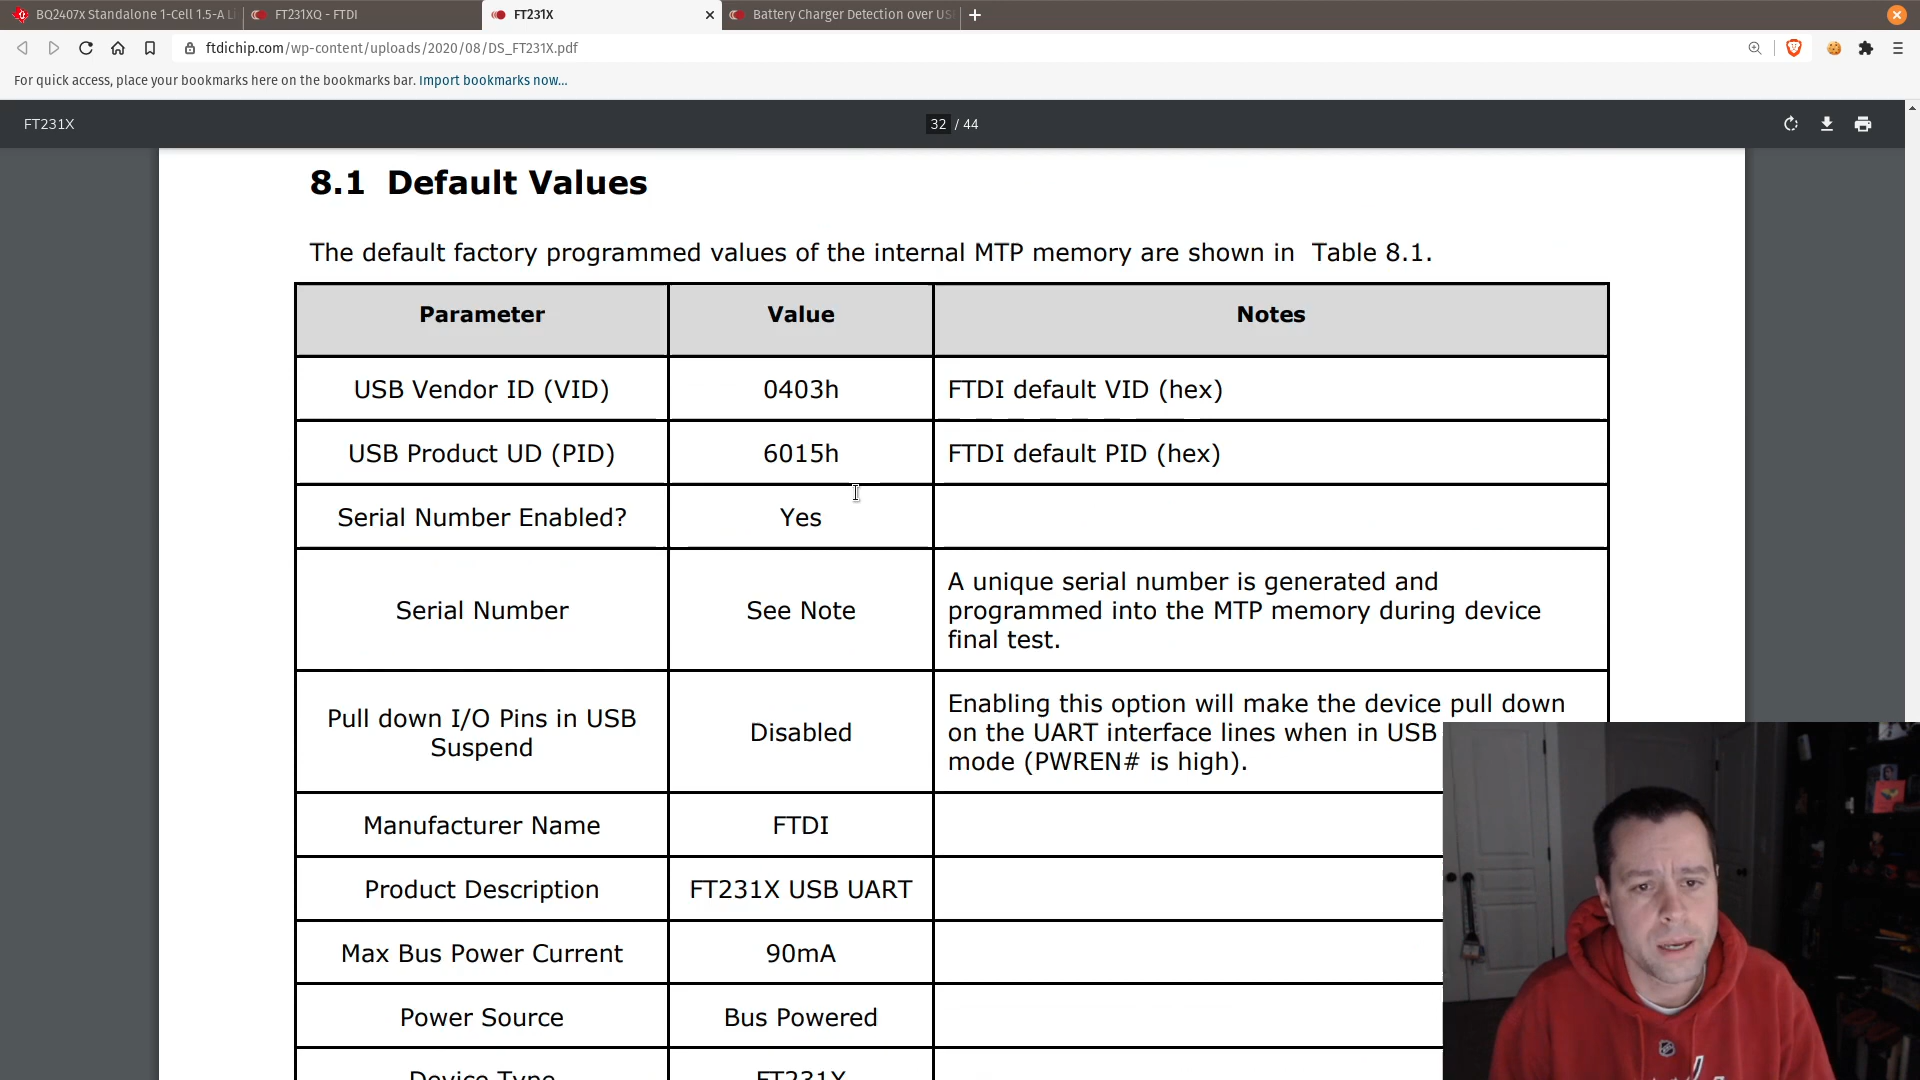 BQ2407x Standalone 1-Cell 1.5-A L
FT231XQ - FTDI
FT231X
Battery Charger Detection over US
ftdichip.com/wp-content/uploads/2020/08/DS_FT231X.pdf
For quick access, place your bookmarks here on the bookmarks bar. Import bookmarks now...
FT231X
32 / 44
8.1 Default Values
The default factory programmed values of the internal MTP memory are shown in Table 8.1.
Parameter
Value
Notes
USB Vendor ID (VID)
0403h
FTDI default VID (hex)
USB Product UD (PID)
6015h
FTDI default PID (hex)
Serial Number Enabled?
Yes
Serial Number
See Note
A unique serial number is generated and
programmed into the MTP memory during device
final test.
Pull down I/O Pins in USB
Suspend
Disabled
Enabling this option will make the device pull down
on the UART interface lines when in USB
mode (PWREN# is high).
Manufacturer Name
FTDI
Product Description
FT231X USB UART
Max Bus Power Current
90mA
Power Source
Bus Powered
Device Type
FT231X